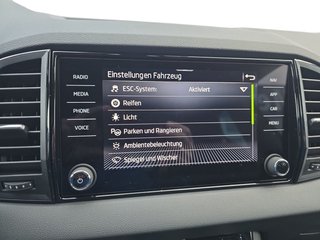 Einstellungen Fahrzeug
RADIO
MEDIA
PHONE
VOICE
ESC-System: Aktiviert
Reifen
Licht
Parken und Rangieren
Ambientebeleuchtung
Spiegel und Wischer
NAV
APP
CAR
MENU